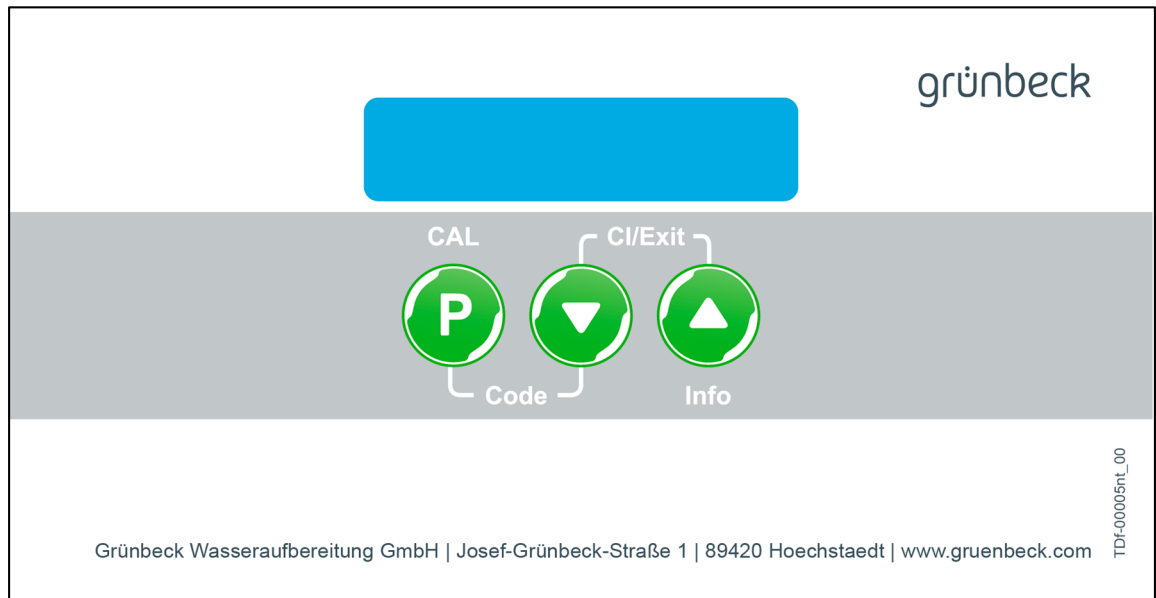 grünbeck
CAL
CI/Exit
P
Code
Info
TDf-00005nt_00
Grünbeck Wasseraufbereitung GmbH | Josef-Grünbeck-Straße 1 | 89420 Hoechstaedt | www.gruenbeck.com